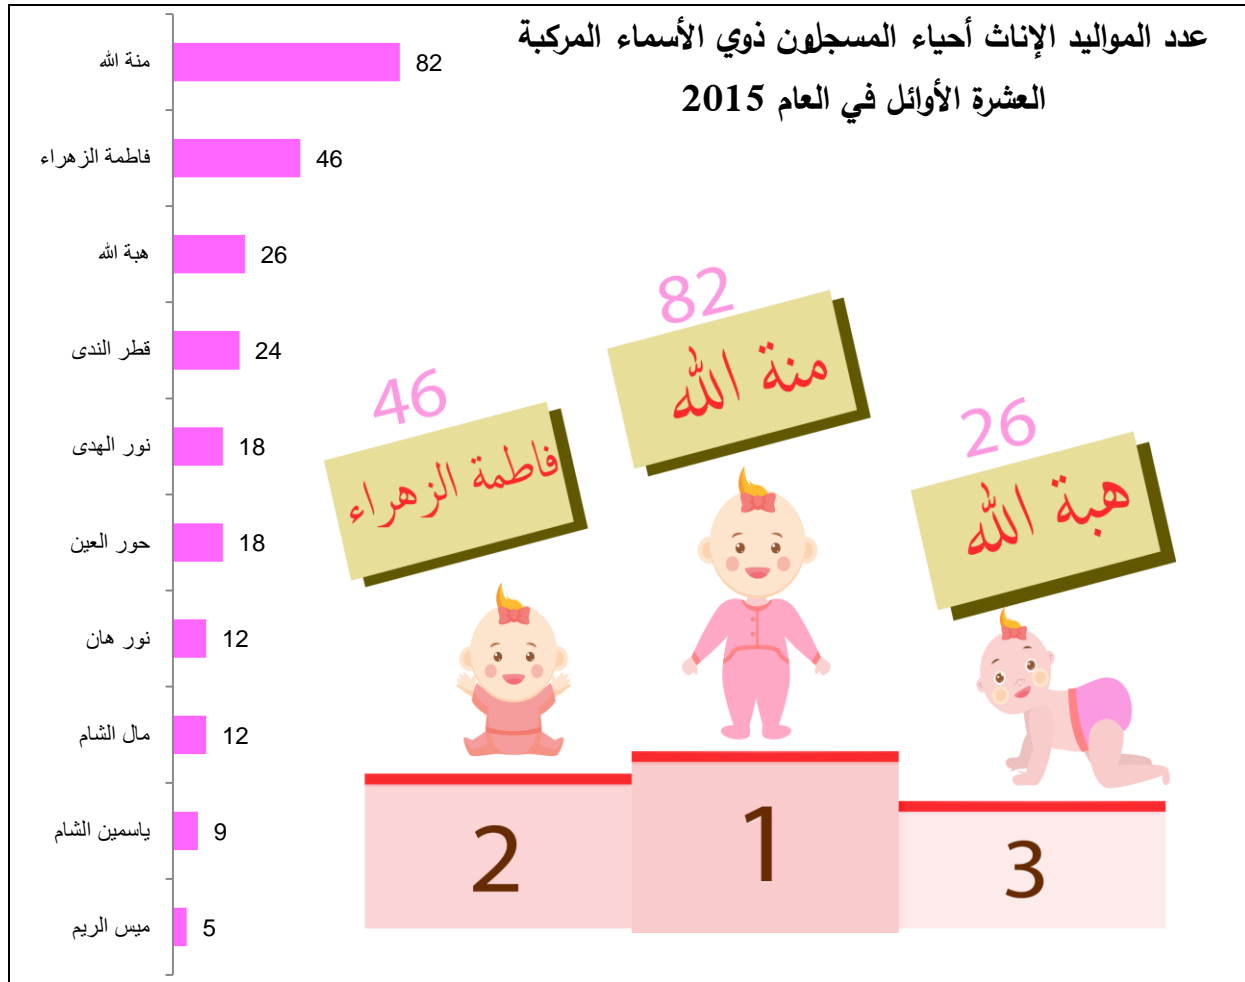 عدد المواليد الإناث أحياء المسجلون ذوي الأسماء المركبة
العشرة الأوائل في العام 2015
منة الله 82
فاطمة الزهراء 46
هبة الله 26
قطر الندى 24
نور الهدى 18
حور العين 18
نور هان 12
مال الشام 12
ياسمين الشام 9
ميس الريم 5
82
منة الله
46
فاطمة الزهراء
26
هبة الله
2
1
3